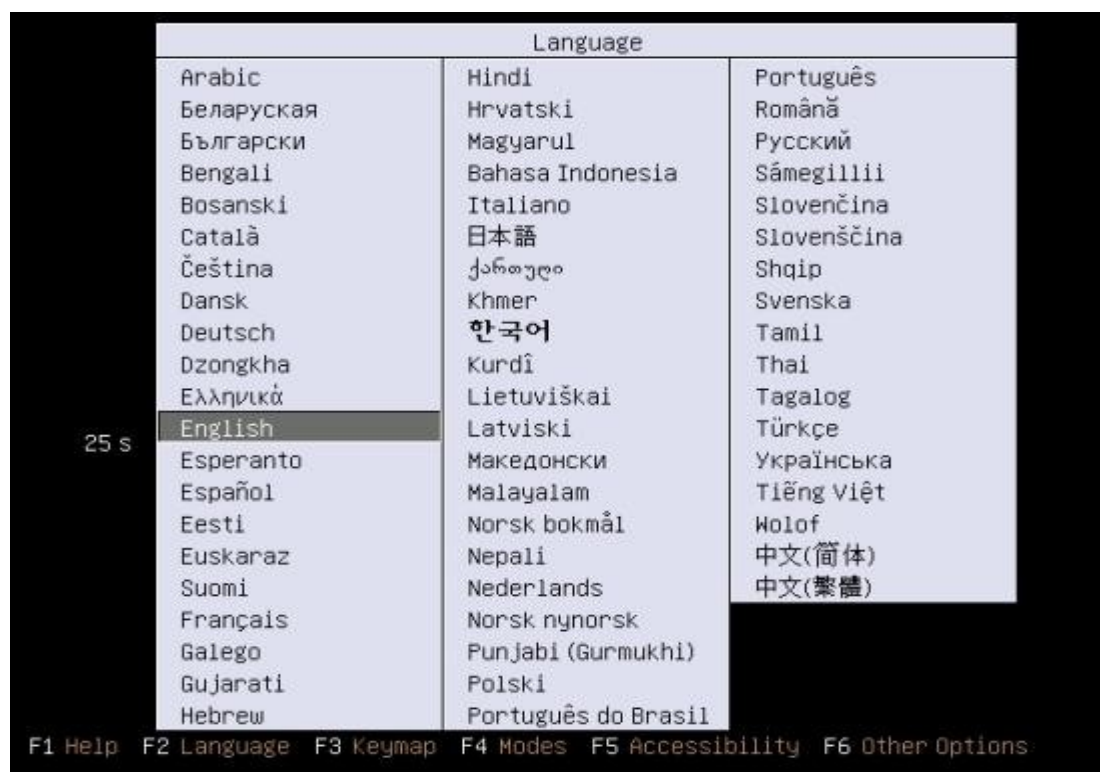 Language
Arabic
Беларуская
Български
Bengali
Bosanski
Català
Čeština
Dansk
Deutsch
Dzongkha
Ελληνικά
English
Esperanto
Español
Eesti
Euskaraz
Suomi
Français
Galego
Gujarati
Hebrew
Hindi
Hrvatski
Magyarul
Bahasa Indonesia
Italiano
日本語
ქართული
Khmer
한국어
Kurdî
Lietuviškai
Latviski
Македонски
Malayalam
Norsk bokmål
Nepali
Nederlands
Norsk nynorsk
Punjabi (Gurmukhi)
Polski
Português do Brasil
Português
Română
Русский
Sámegillii
Slovenčina
Slovenščina
Shqip
Svenska
Tamil
Thai
Tagalog
Türkçe
Українська
Tiếng Việt
Wolof
中文(简体)
中文(繁體)
25 s
F1 Help F2 Language F3 Keymap F4 Modes F5 Accessibility F6 Other Options